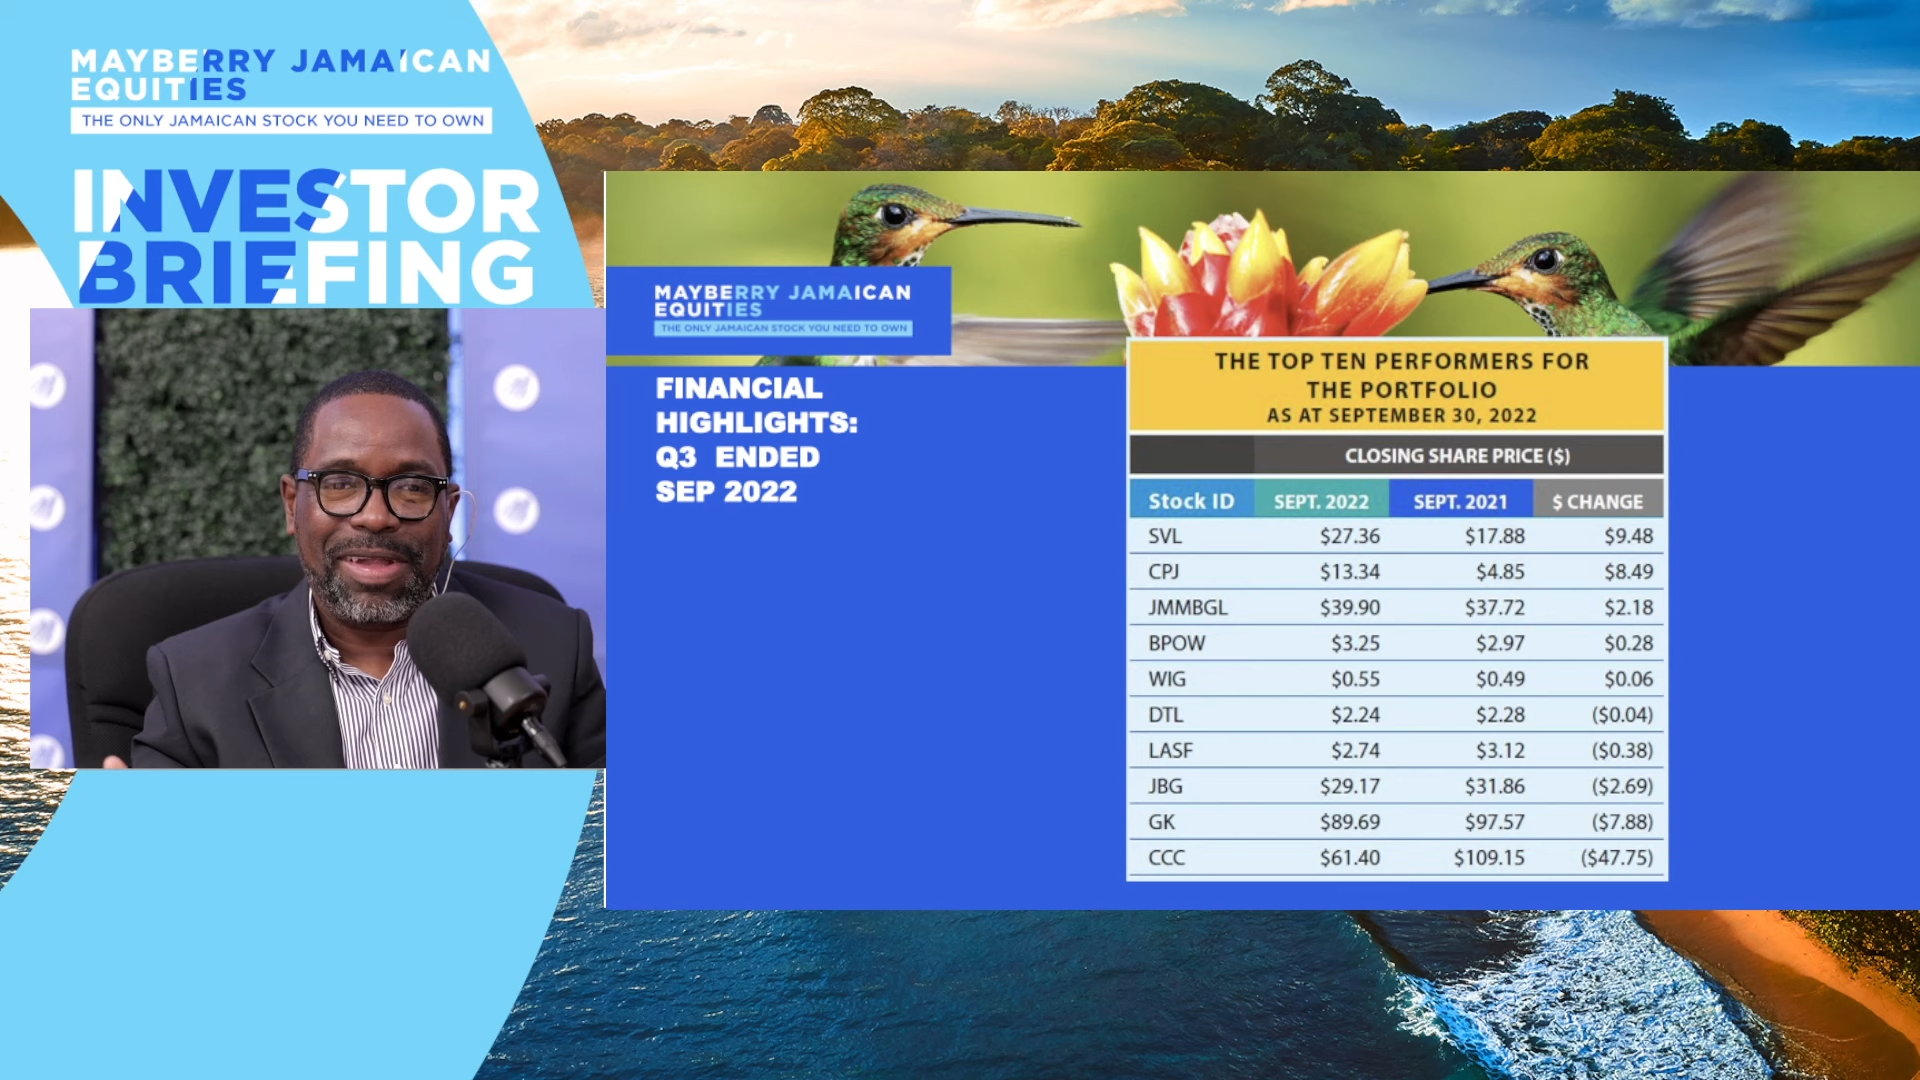 MAYBERRY JAMAICAN
EQUITIES
THE ONLY JAMAICAN STOCK YOU NEED TO OWN
INVESTOR
BRIEFING
MAYBERRY JAMAICAN
EQUITIES
THE ONLY JAMAICAN STOCK YOU NEED TO OWN
FINANCIAL
HIGHLIGHTS:
Q3 ENDED
SEP 2022
THE TOP TEN PERFORMERS FOR
THE PORTFOLIO
AS AT SEPTEMBER 30, 2022
CLOSING SHARE PRICE ($)
Stock ID SEPT. 2022 SEPT. 2021 $ CHANGE
SVL $27.36 $17.88 $9.48
CPJ $13.34 $4.85 $8.49
JMMBGL $39.90 $37.72 $2.18
BPOW $3.25 $2.97 $0.28
WIG $0.55 $0.49 $0.06
DTL $2.24 $2.28 ($0.04)
LASF $2.74 $3.12 ($0.38)
JBG $29.17 $31.86 ($2.69)
GK $89.69 $97.57 ($7.88)
CCC $61.40 $109.15 ($47.75)